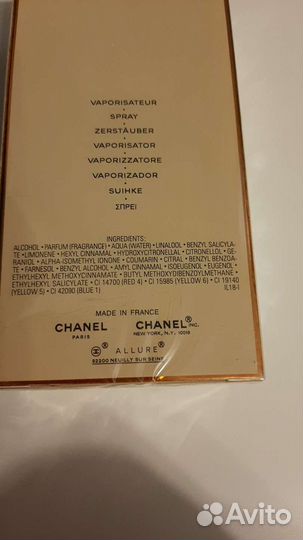 VAPORISATEUR
SPRAY
ZERSTÄUBER
VAPORISATOR
VAPORIZZATORE
VAPORIZADOR
SUIHKE
ΣΠΡΕΪ
INGREDIENTS:
ALCOHOL • PARFUM (FRAGRANCE) • AQUA (WATER) • LINALOOL • BENZYL SALICYLA-
TE • LIMONENE • HEXYL CINNAMAL • HYDROXYCITRONELLAL • CITRONELLOL • GE-
RANIOL • ALPHA-ISOMETHYL IONONE • COUMARIN • CITRAL • BENZYL BENZOA-
TE • FARNESOL • BENZYL ALCOHOL • AMYL CINNAMAL • ISOEUGENOL • EUGENOL •
ETHYLHEXYL METHOXYCINNAMATE • BUTYL METHOXYDIBENZOYLMETHANE •
ETHYLHEXYL SALICYLATE • CI 14700 (RED 4) • CI 15985 (YELLOW 6) • CI 19140
(YELLOW 5) • CI 42090 (BLUE 1) IL18-I
MADE IN FRANCE
CHANEL® CHANEL® INC.
PARIS NEW YORK, N.Y. 10019
ALLURE®
92200 NEUILLY SUR SEINE
Avito